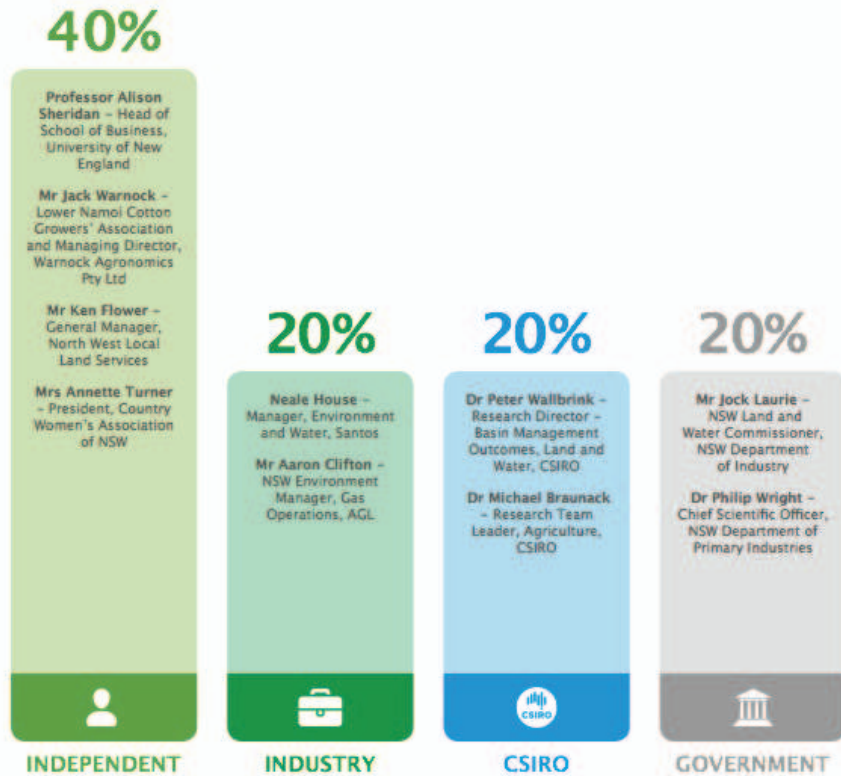 40%
Professor Alison
Sheridan – Head of
School of Business,
University of New
England
Mr Jack Warnock –
Lower Namoi Cotton
Growers' Association
and Managing Director,
Warnock Agronomics
Pty Ltd
Mr Ken Flower –
General Manager,
North West Local
Land Services
Mrs Annette Turner
– President, Country
Women's Association
of NSW
INDEPENDENT
20%
Neale House –
Manager, Environment
and Water, Santos
Mr Aaron Clifton –
NSW Environment
Manager, Gas
Operations, AGL
INDUSTRY
20%
Dr Peter Wallbrink –
Research Director –
Basin Management
Outcomes, Land and
Water, CSIRO
Dr Michael Braunack
– Research Team
Leader, Agriculture,
CSIRO
CSIRO
CSIRO
20%
Mr Jock Laurie –
NSW Land and
Water Commissioner,
NSW Department
of Industry
Dr Philip Wright –
Chief Scientific Officer,
NSW Department of
Primary Industries
GOVERNMENT